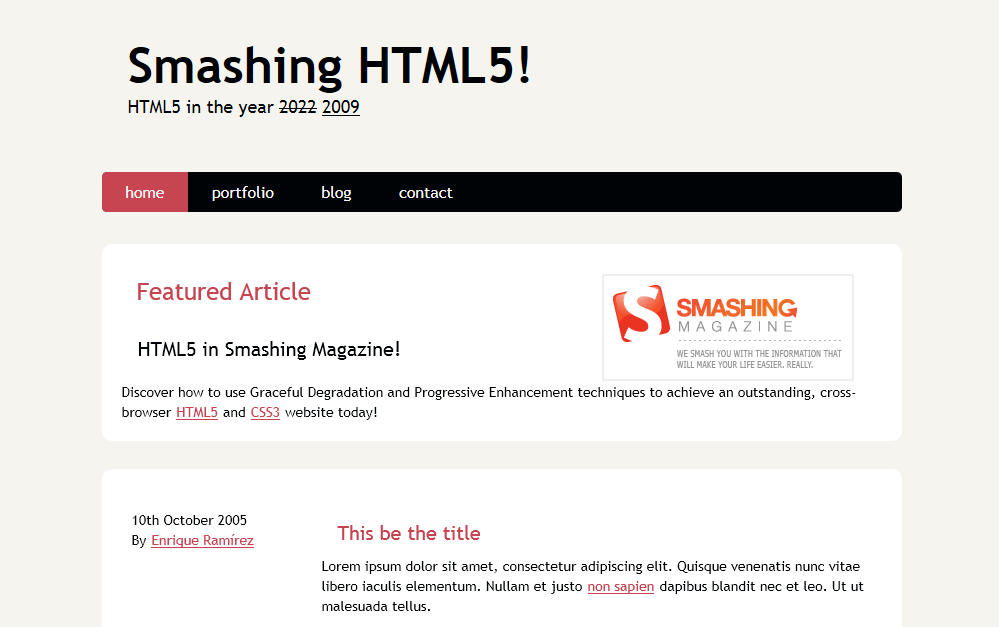 Smashing HTML5!
HTML5 in the year 2022 2009
home portfolio blog contact
Featured Article
SMASHING
MAGAZINE
WE SMASH YOU WITH THE INFORMATION THAT
WILL MAKE YOUR LIFE EASIER. REALLY.
HTML5 in Smashing Magazine!
Discover how to use Graceful Degradation and Progressive Enhancement techniques to achieve an outstanding, cross-
browser HTML5 and CSS3 website today!
10th October 2005
By Enrique Ramírez
This be the title
Lorem ipsum dolor sit amet, consectetur adipiscing elit. Quisque venenatis nunc vitae
libero iaculis elementum. Nullam et justo non sapien dapibus blandit nec et leo. Ut ut
malesuada tellus.